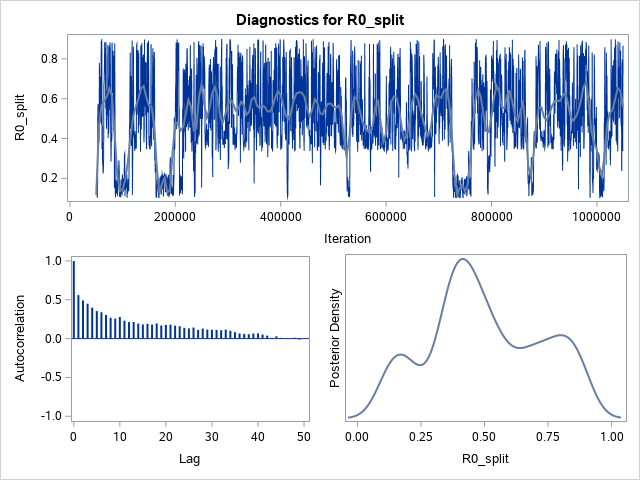 Diagnostics for R0_split
R0_split
0.8
0.6
0.4
0.2
0 200000 400000 600000 800000 1000000
Iteration
Autocorrelation
1.0
0.5
0.0
-0.5
-1.0
0 10 20 30 40 50
Lag
Posterior Density
0.00 0.25 0.50 0.75 1.00
R0_split